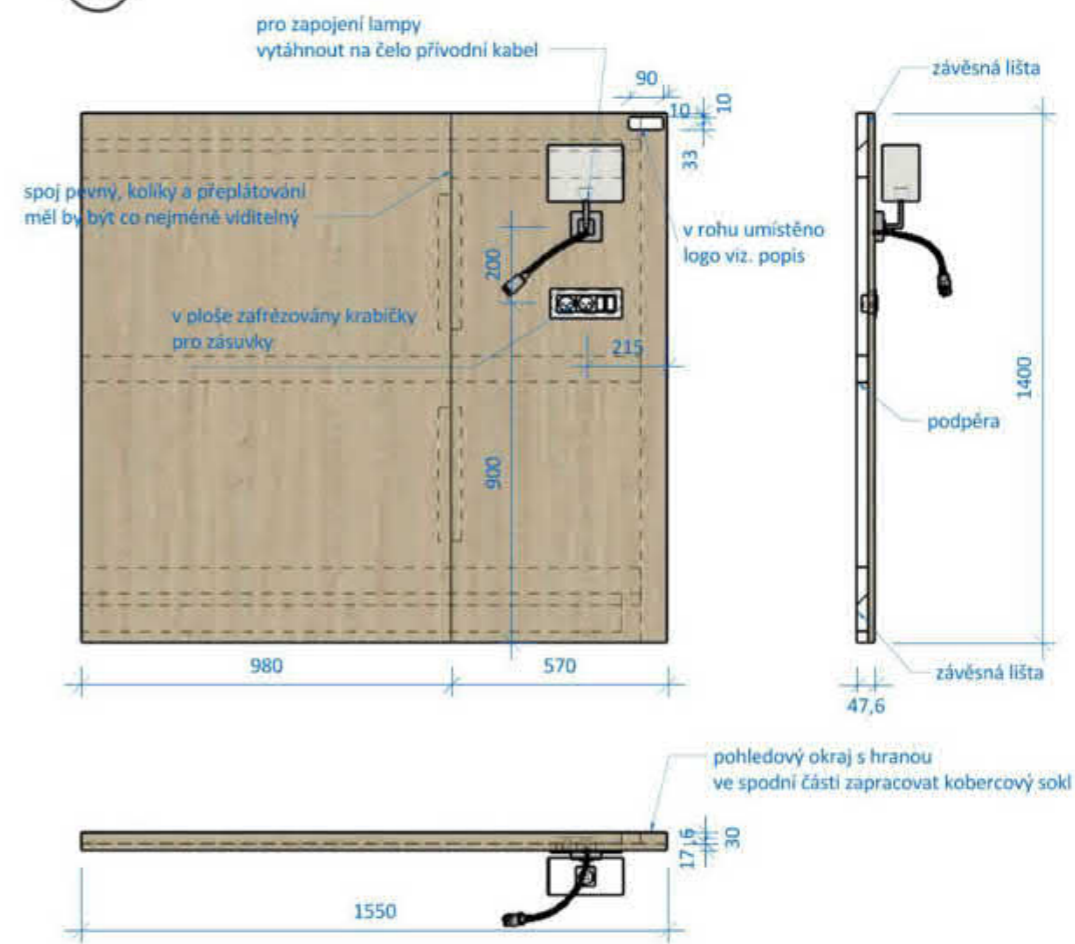 pro zapojení lampy
vytáhnout na čelo přívodní kabel
90
10
10
33
závěsná lišta
spoj pevný, kolíky a přeplátování
měl by být co nejméně viditelný
v rohu umístěno
logo viz. popis
200
v ploše zafrézovány krabičky
pro zásuvky
215
1400
podpěra
900
980
570
závěsná lišta
47,6
pohledový okraj s hranou
ve spodní části zapracovat kobercový sokl
17,6
30
1550